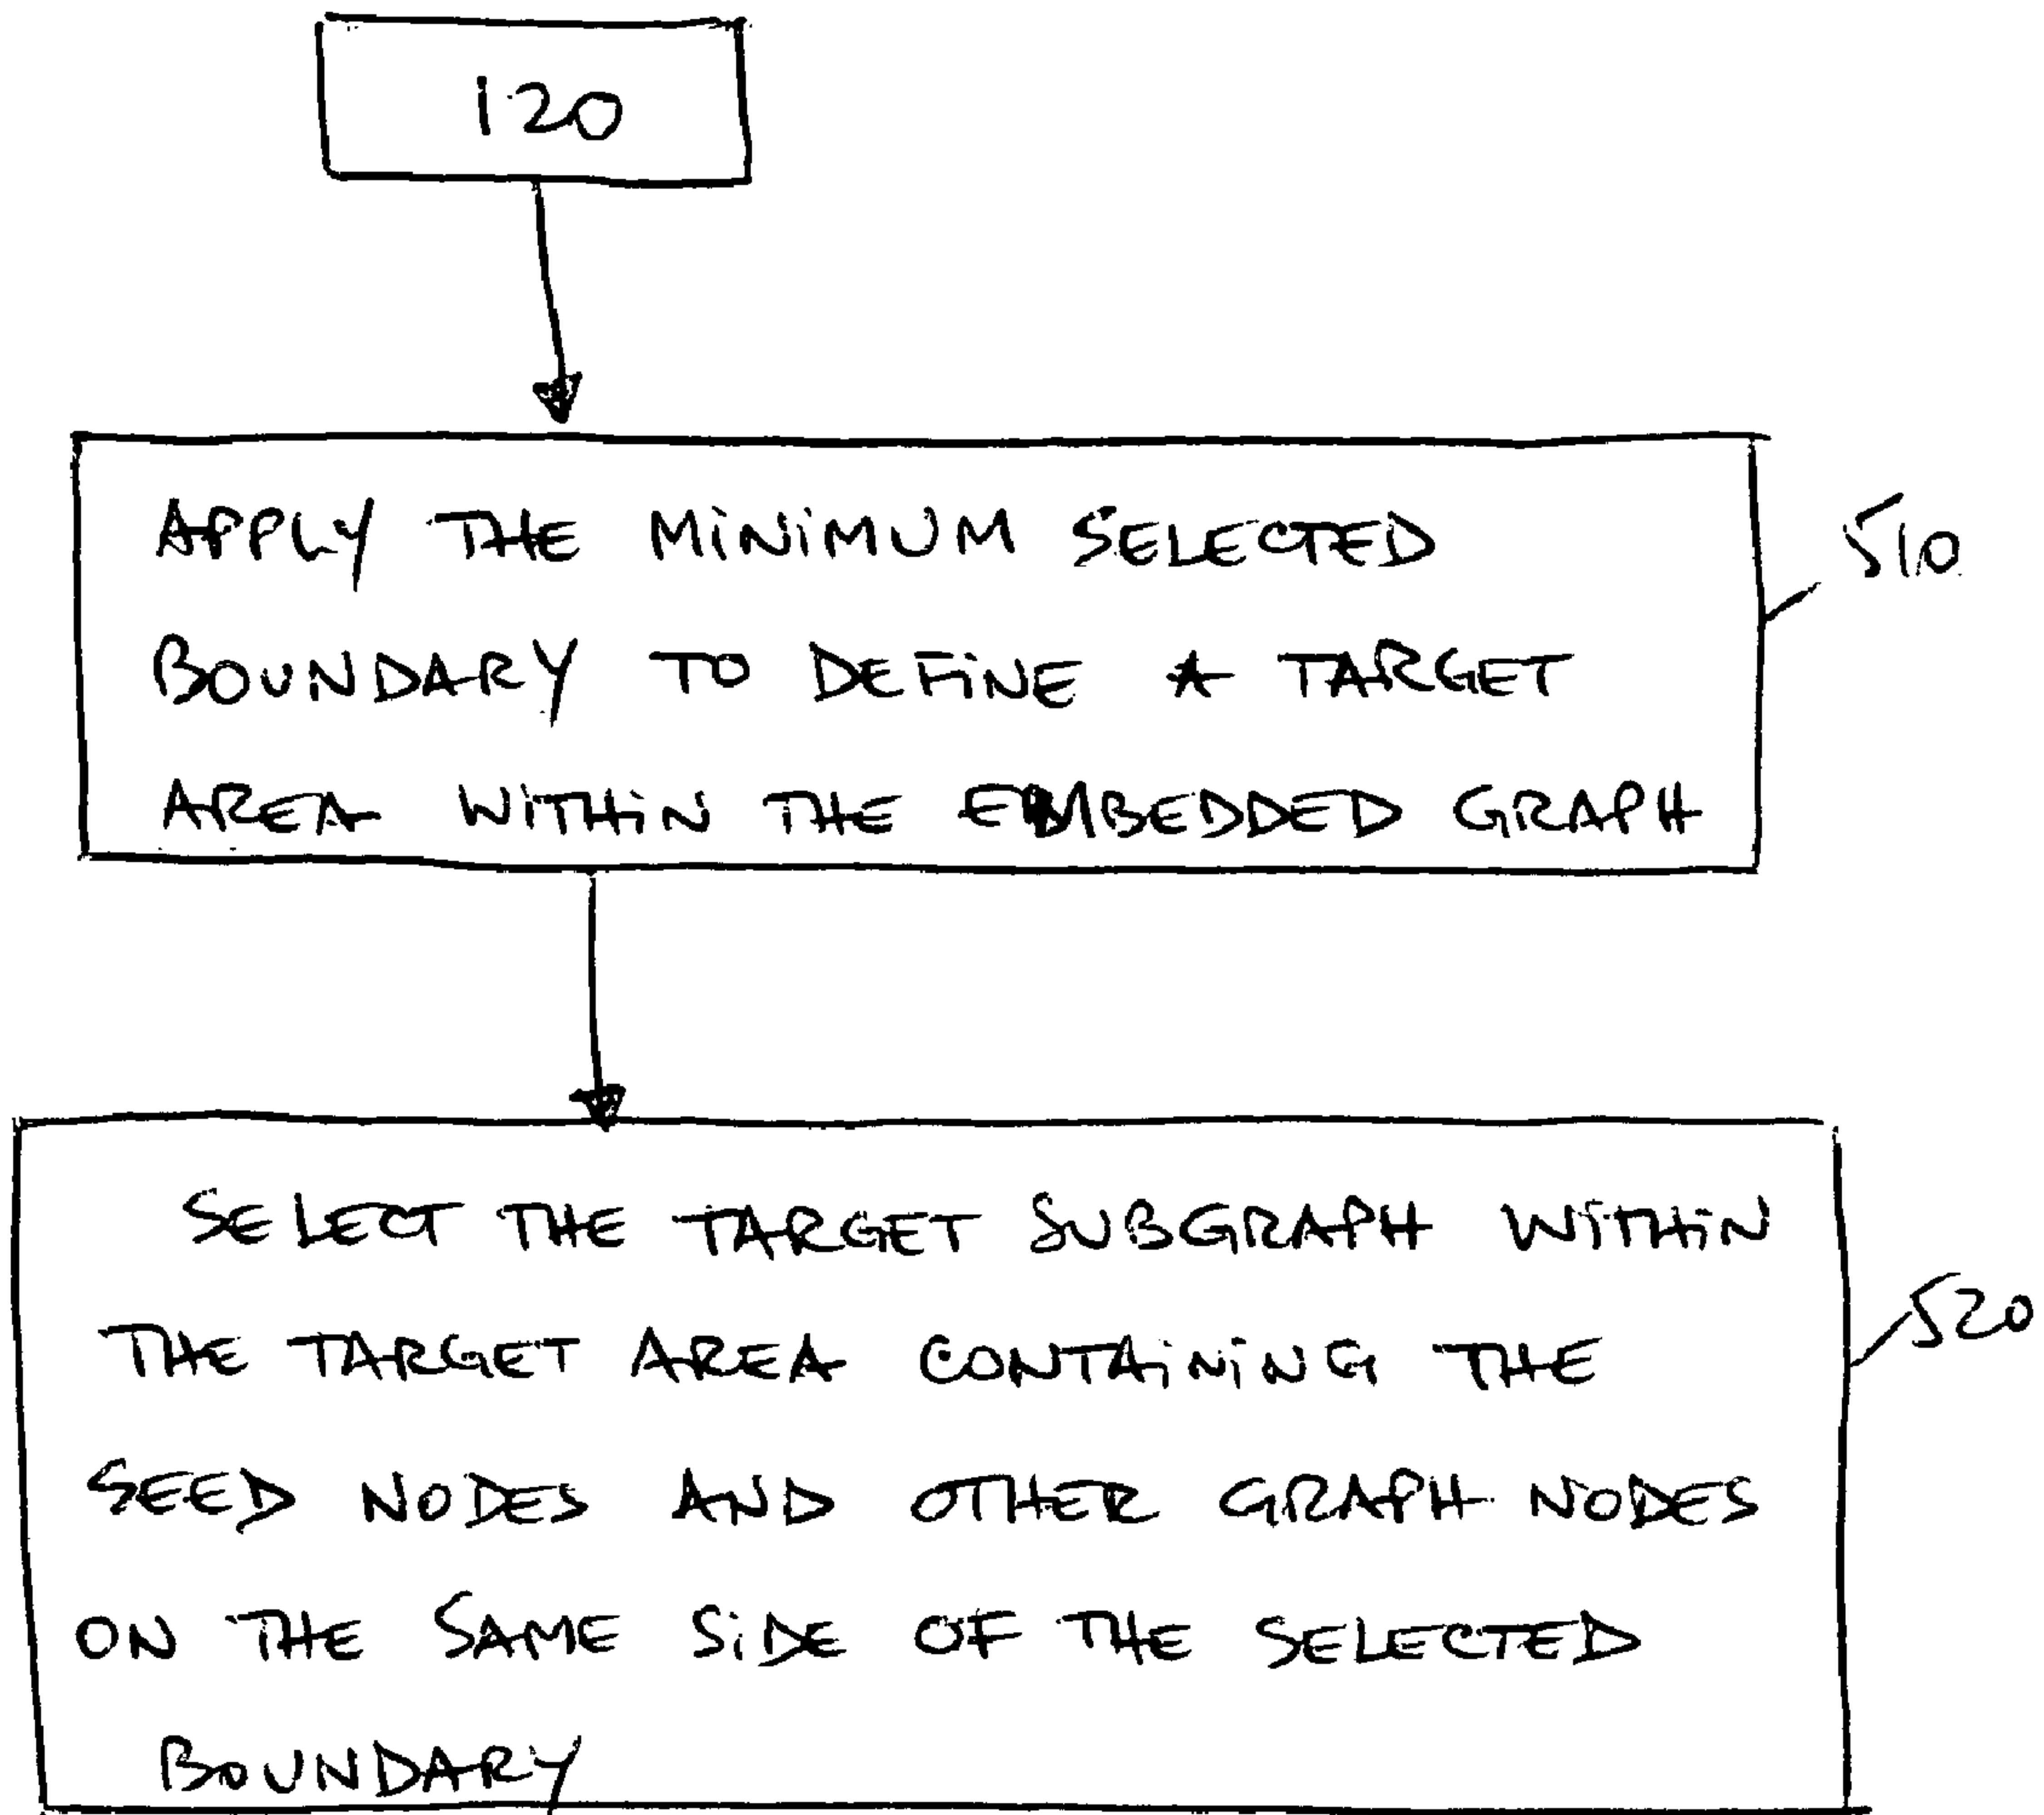 120
APPLY THE MINIMUM SELECTED
510
BOUNDARY TO DEFINE A TARGET
AREA WITHIN THE EMBEDDED GRAPH
SELECT THE TARGET SUBGRAPH WITHIN
520
THE TARGET AREA CONTAINING THE
SEED NODES AND OTHER GRAPH NODES
ON THE SAME SIDE OF THE SELECTED
BOUNDARY